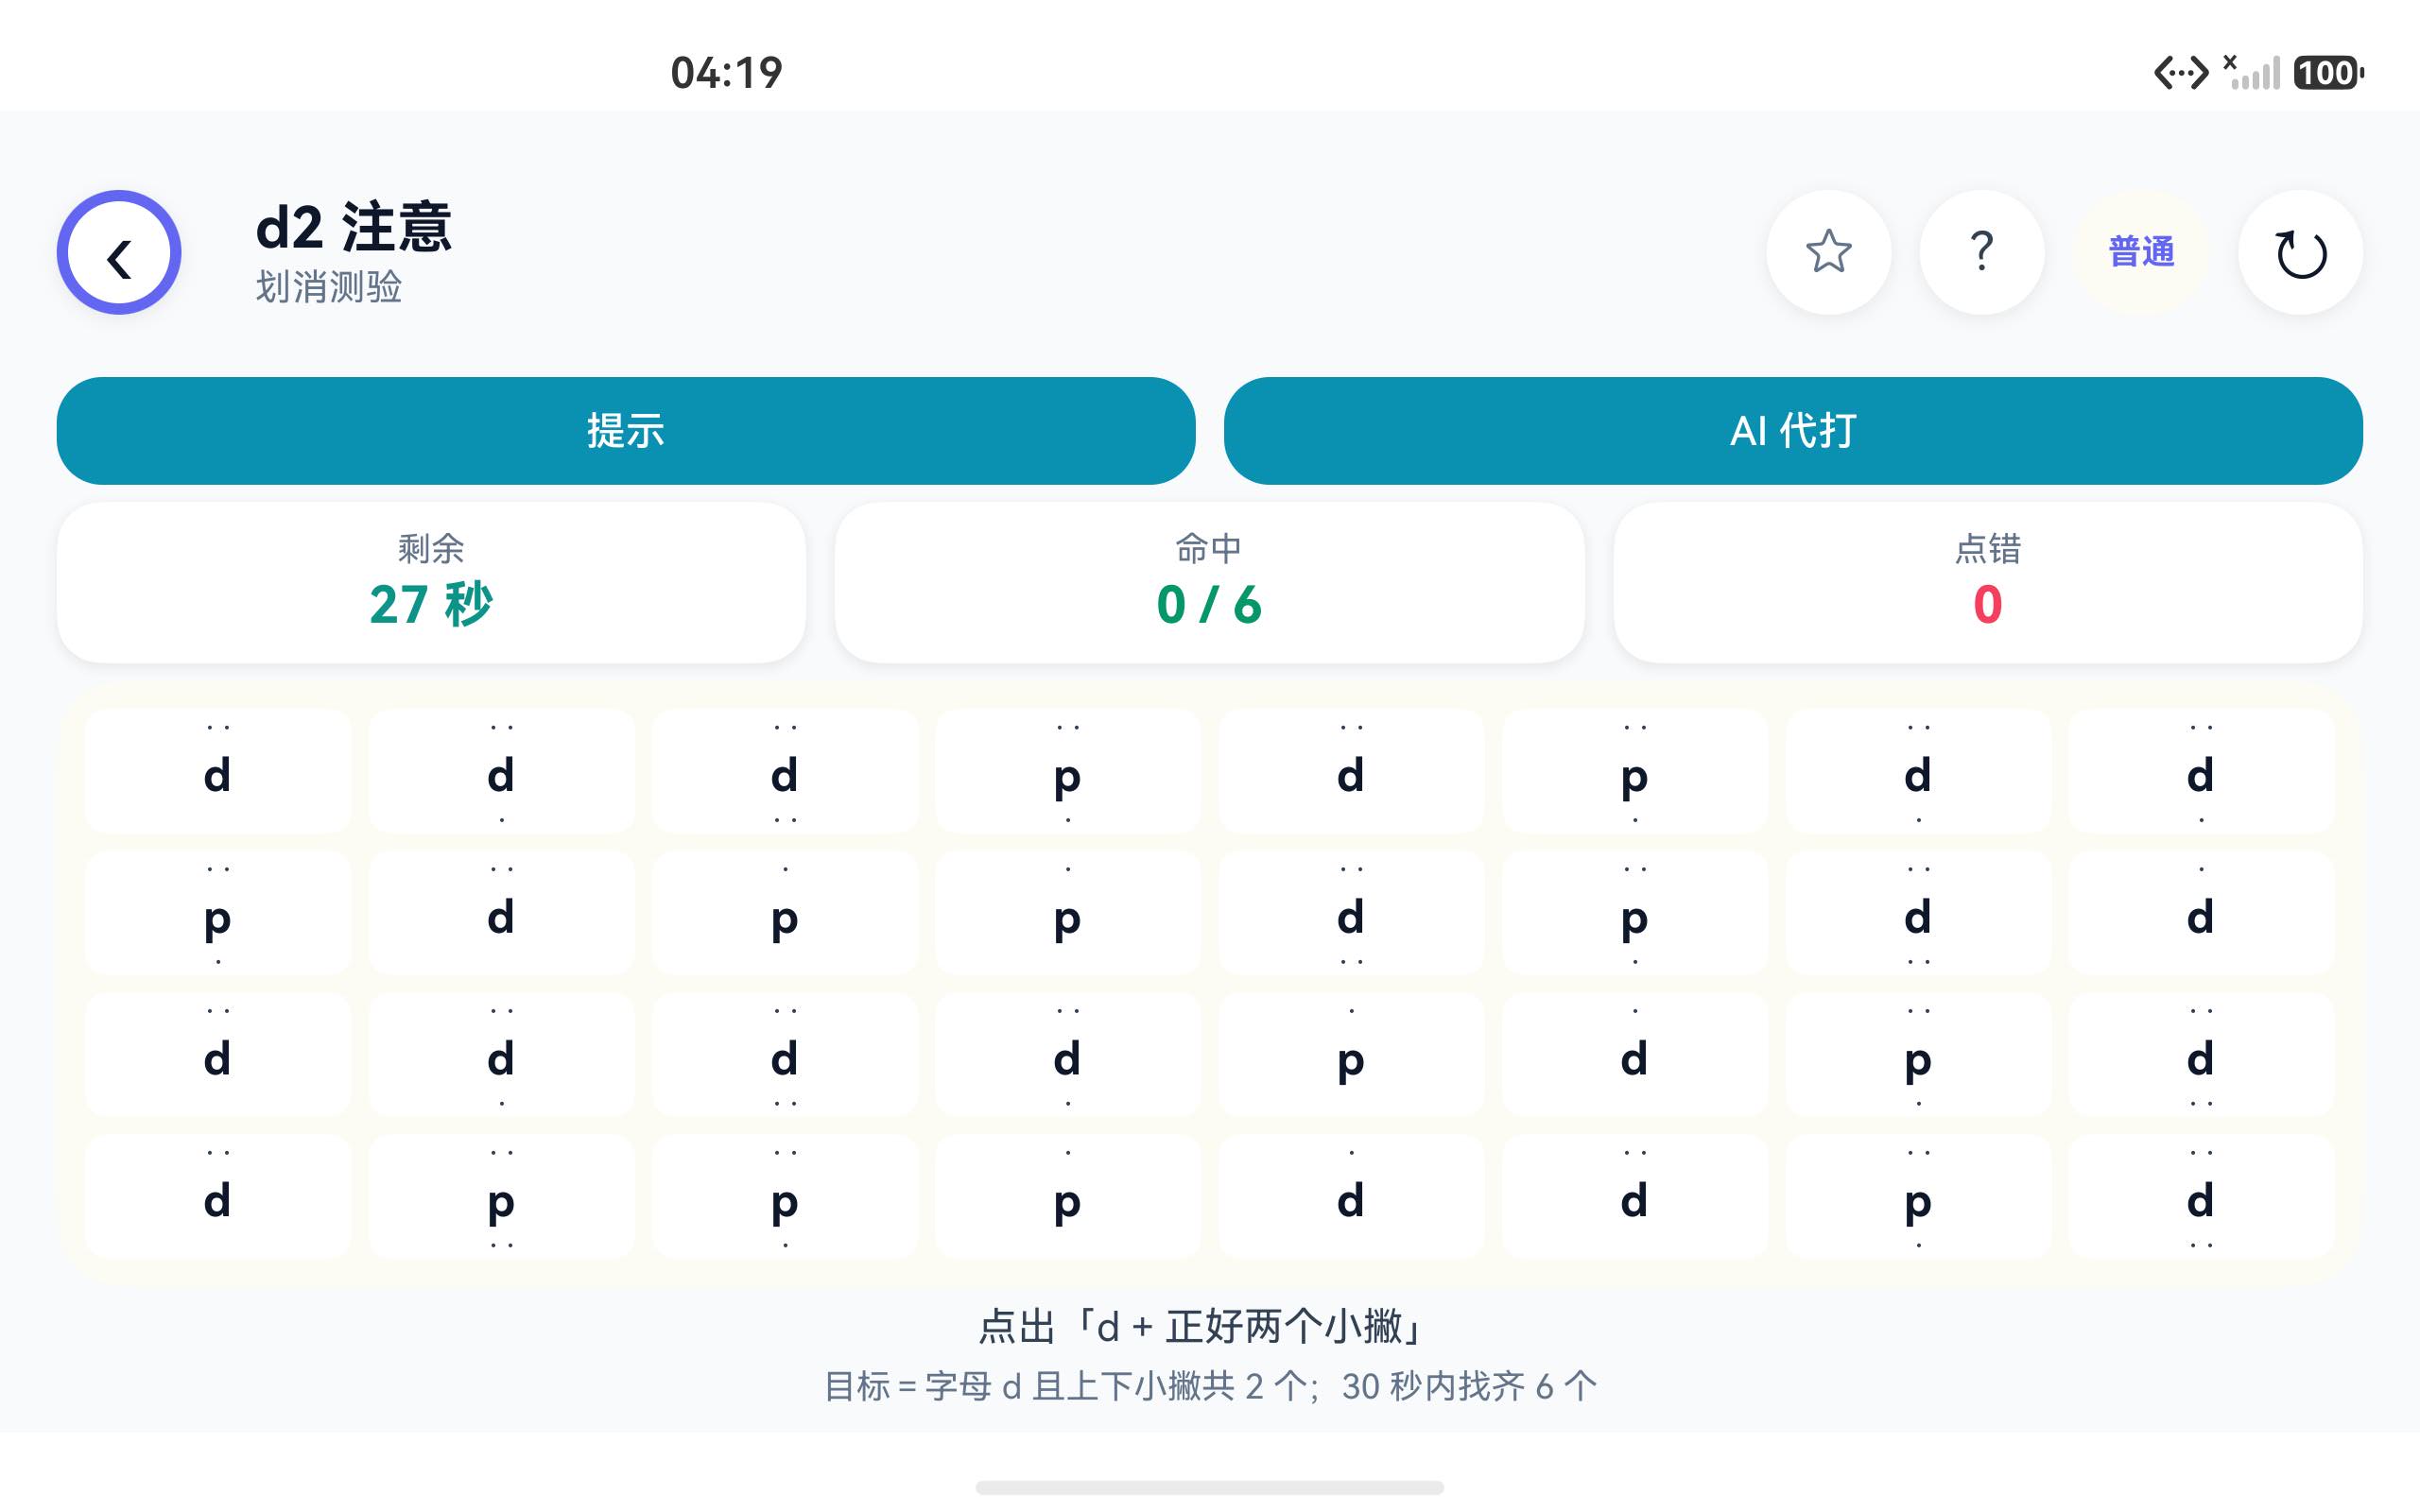 04:19
100
d2 注意
划消测验
?
普通
提示
AI 代打
剩余
27 秒
命中
0 / 6
点错
0
d d d p d p d d
p d p p d p d d
d d d d p d p d
d p p p d d p d
点出「d + 正好两个小撇」
目标 = 字母 d 且上下小撇共 2 个；30 秒内找齐 6 个